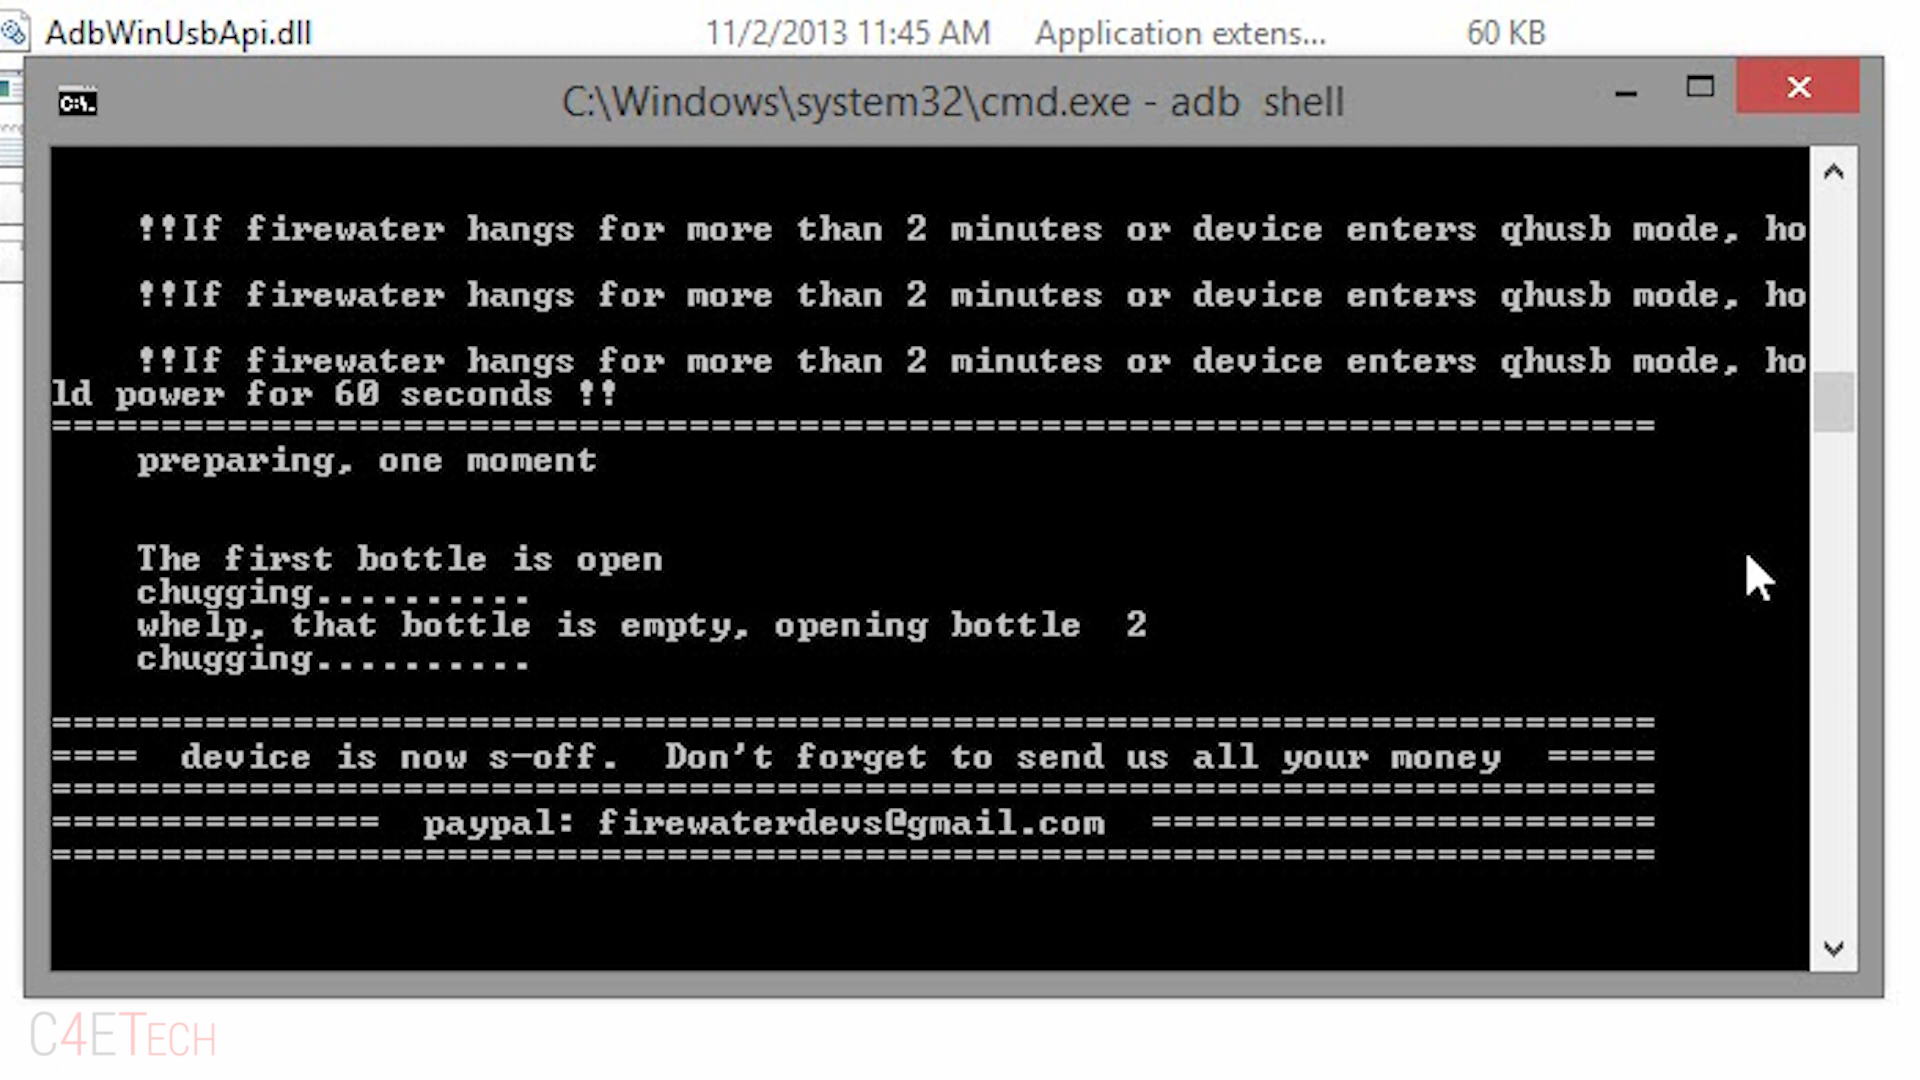 AdbWinUsbApi.dll 11/2/2013 11:45 AM Application extens... 60 KB
C:\Windows\system32\cmd.exe - adb shell
!!If firewater hangs for more than 2 minutes or device enters qhusb mode, ho
!!If firewater hangs for more than 2 minutes or device enters qhusb mode, ho
!!If firewater hangs for more than 2 minutes or device enters qhusb mode, ho
ld power for 60 seconds !!
=========================================================================
preparing, one moment
The first bottle is open
chugging..........
whelp, that bottle is empty, opening bottle 2
chugging..........
=========================================================================
==== device is now s-off. Don't forget to send us all your money =====
=========================================================================
=============== paypal: firewaterdevs@gmail.com =======================
=========================================================================
C4ETECH